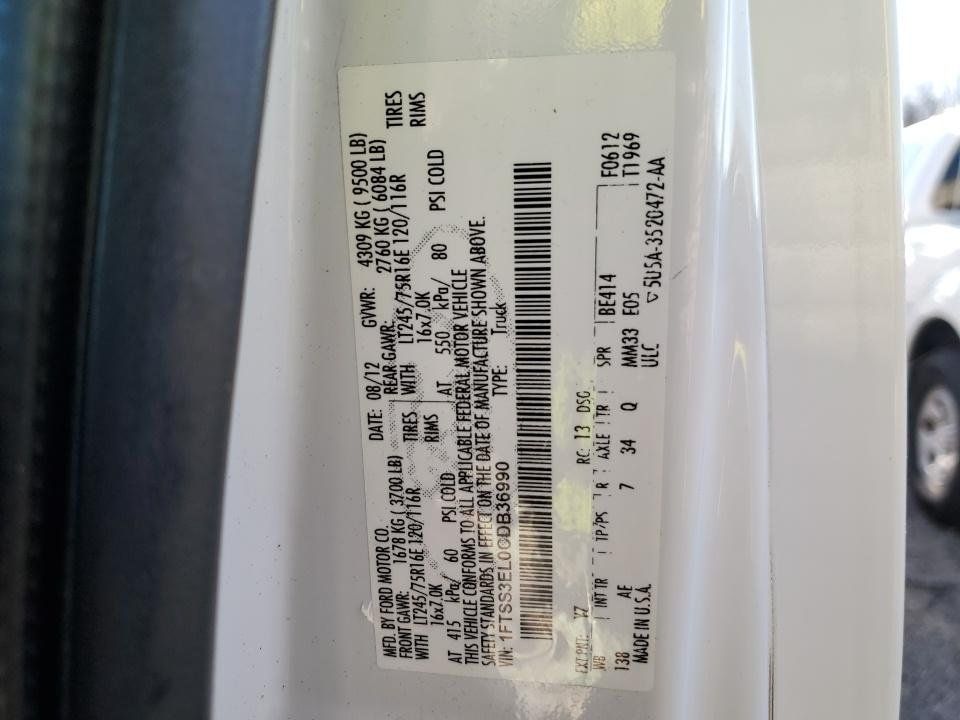 MFD. BY FORD MOTOR CO. DATE: 08/12 GVWR: 4309 KG ( 9500 LB)
FRONT GAWR: 1678 KG ( 3700 LB) REAR GAWR: 2760 KG ( 6084 LB)
WITH LT245/75R16E 120/116R TIRES WITH LT245/75R16E 120/116R TIRES
16x7.0K RIMS 16x7.0K RIMS
AT 415 kPa/ 60 PSI COLD AT 550 kPa/ 80 PSI COLD
THIS VEHICLE CONFORMS TO ALL APPLICABLE FEDERAL MOTOR VEHICLE
SAFETY STANDARDS IN EFFECT ON THE DATE OF MANUFACTURE SHOWN ABOVE.
VIN: 1FTSS3EL0CDB36990 TYPE: Truck
EXT PNT: YZ RC: 13 DSO:
WB INT TR TP/PS R AXLE TR SPR BE414 F0612
138 AE 7 34 Q MM33 E05 T1969
MADE IN U.S.A. ULC
▽5U5A-3520472-AA